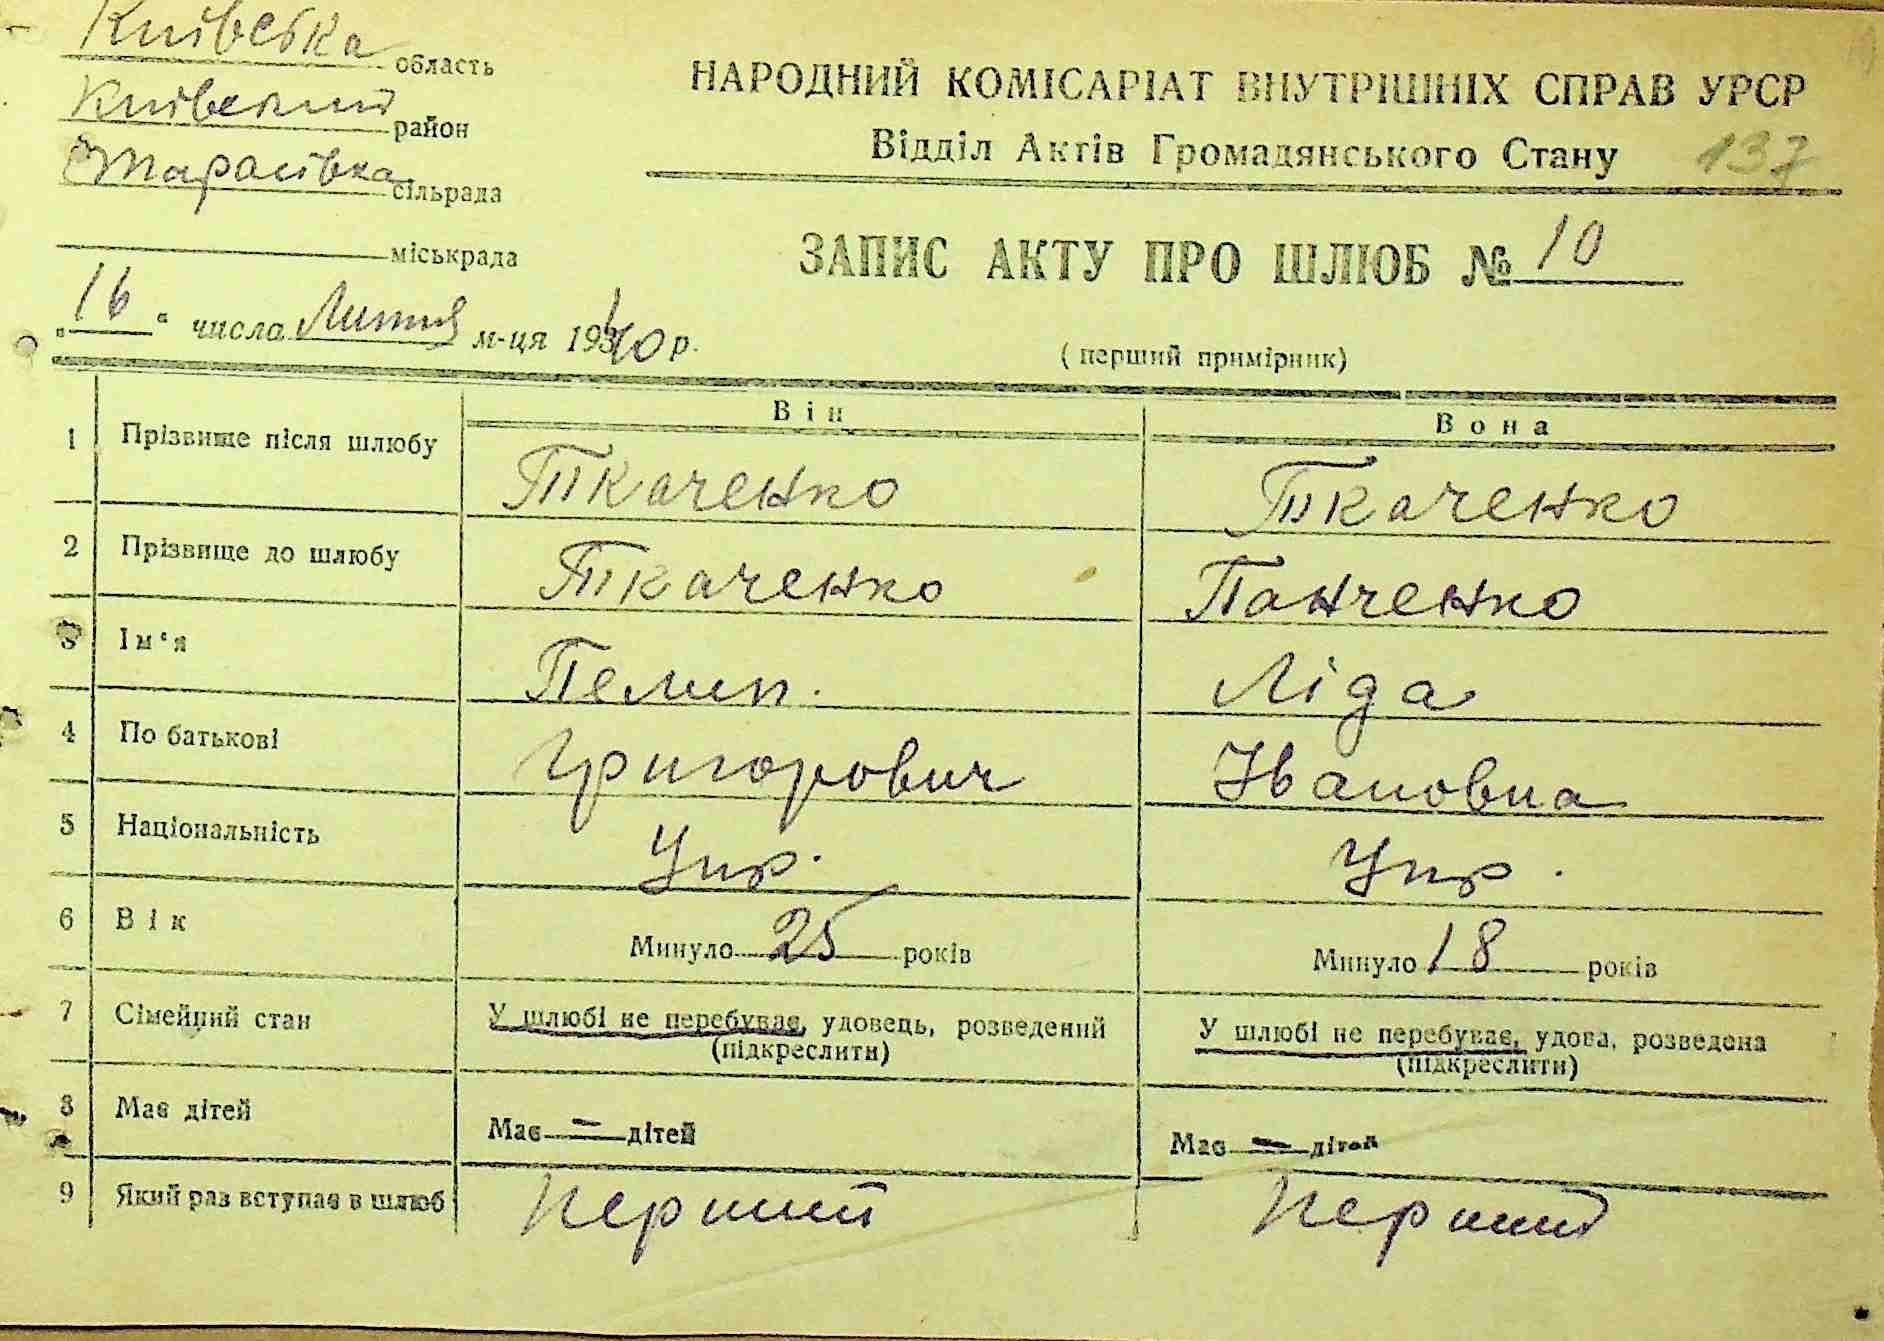 Київська область
Київський район
Тарасівка сільрада
міськрада
„16“ числа Лютня м-ця 1940 р.
НАРОДНИЙ КОМІСАРІАТ ВНУТРІШНІХ СПРАВ УРСР
Відділ Актів Громадянського Стану 137
ЗАПИС АКТУ ПРО ШЛЮБ № 10
(перший примірник)
Він Вона
1 Прізвище після шлюбу Ткаченко Ткаченко
2 Прізвище до шлюбу Ткаченко Панченко
3 Ім‘я Пелип. Ліда
4 По батькові Григорович Івановна
5 Національність Укр. Укр.
6 Вік Минуло 25 років Минуло 18 років
7 Сімейний стан У шлюбі не перебуває, удовець, розведений У шлюбі не перебуває, удова, розведена
(підкреслити) (підкреслити)
8 Має дітей Має = дітей Має = дітей
9 Який раз вступає в шлюб Перший Перший